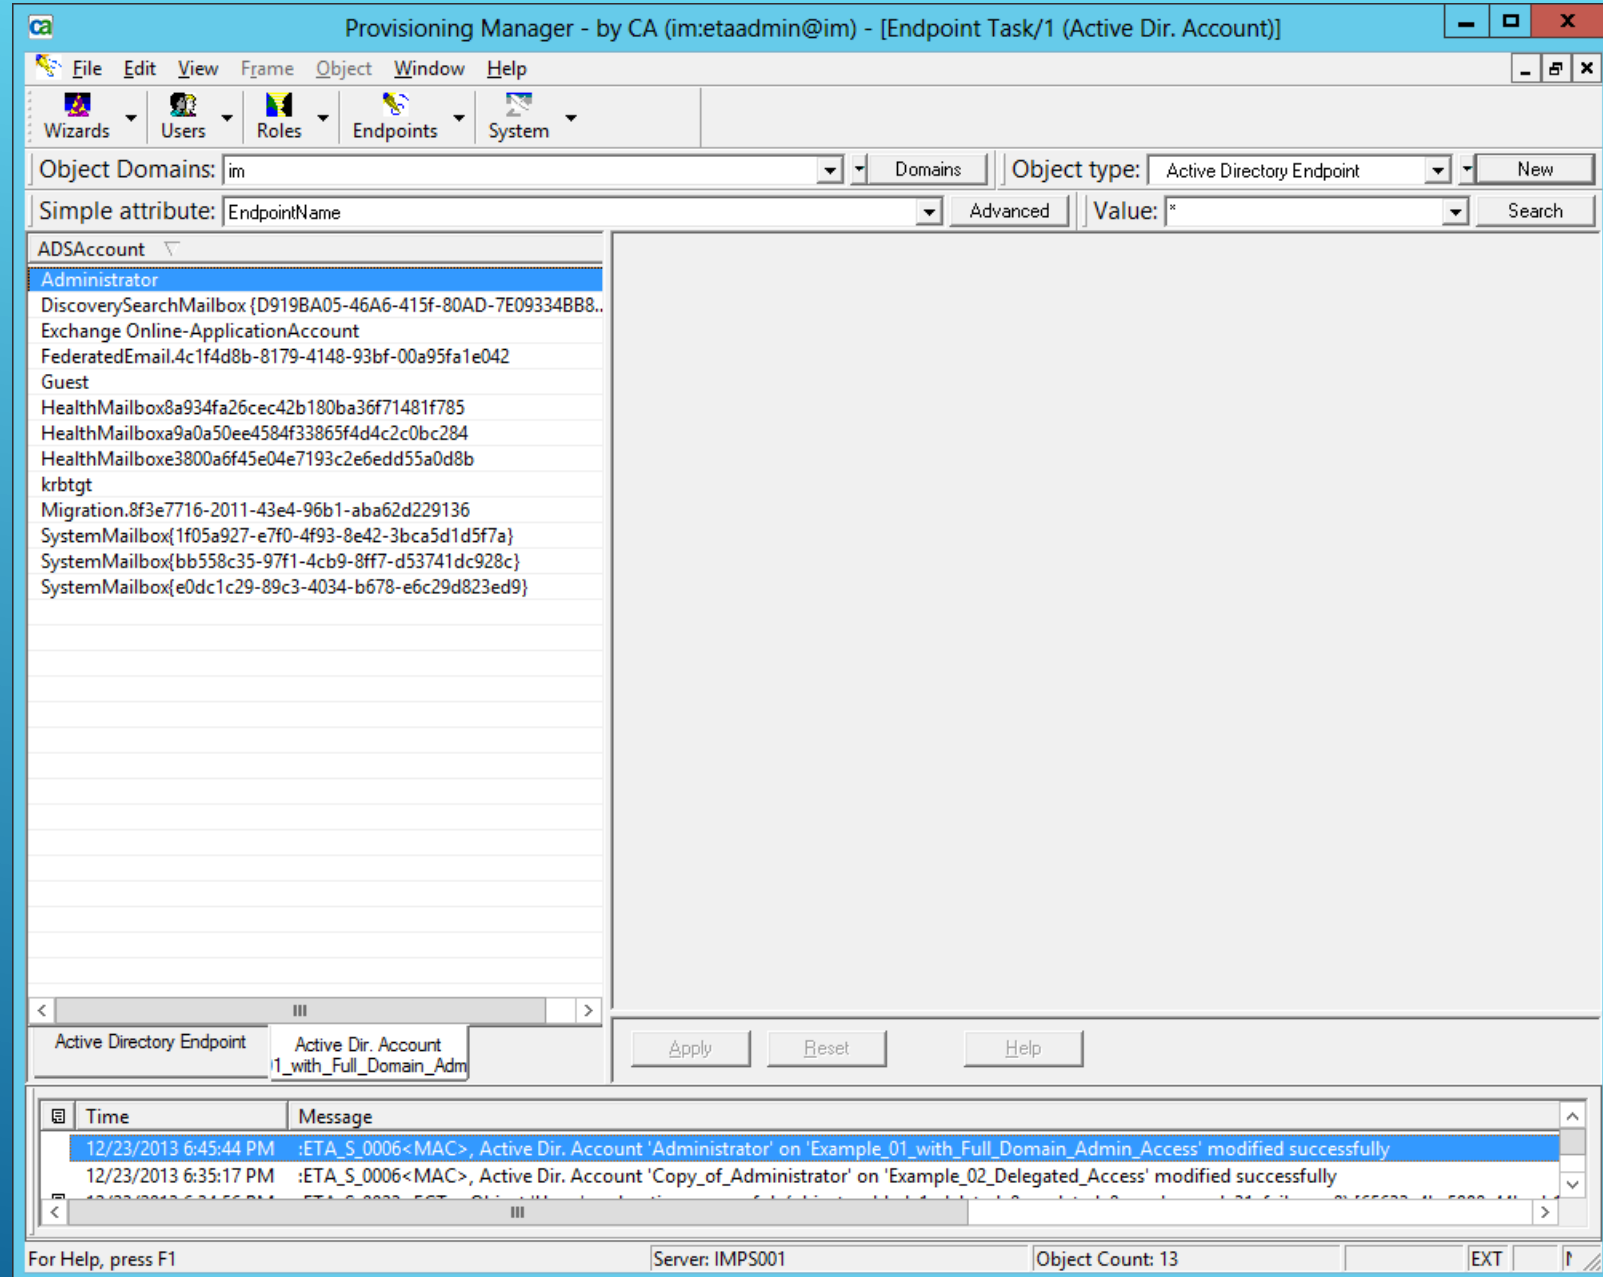 ca
Provisioning Manager - by CA (im:etaadmin@im) - [Endpoint Task/1 (Active Dir. Account)]
File Edit View Frame Object Window Help
Wizards Users Roles Endpoints System
Object Domains: im Domains Object type: Active Directory Endpoint New
Simple attribute: EndpointName Advanced Value: * Search
ADSAccount
Administrator
DiscoverySearchMailbox {D919BA05-46A6-415f-80AD-7E09334BB8..
Exchange Online-ApplicationAccount
FederatedEmail.4c1f4d8b-8179-4148-93bf-00a95fa1e042
Guest
HealthMailbox8a934fa26cec42b180ba36f71481f785
HealthMailboxa9a0a50ee4584f33865f4d4c2c0bc284
HealthMailboxe3800a6f45e04e7193c2e6edd55a0d8b
krbtgt
Migration.8f3e7716-2011-43e4-96b1-aba62d229136
SystemMailbox{1f05a927-e7f0-4f93-8e42-3bca5d1d5f7a}
SystemMailbox{bb558c35-97f1-4cb9-8ff7-d53741dc928c}
SystemMailbox{e0dc1c29-89c3-4034-b678-e6c29d823ed9}
Active Directory Endpoint
Active Dir. Account
1_with_Full_Domain_Adm
Apply Reset Help
Time Message
12/23/2013 6:45:44 PM :ETA_S_0006<MAC>, Active Dir. Account 'Administrator' on 'Example_01_with_Full_Domain_Admin_Access' modified successfully
12/23/2013 6:35:17 PM :ETA_S_0006<MAC>, Active Dir. Account 'Copy_of_Administrator' on 'Example_02_Delegated_Access' modified successfully
For Help, press F1 Server: IMPS001 Object Count: 13 EXT